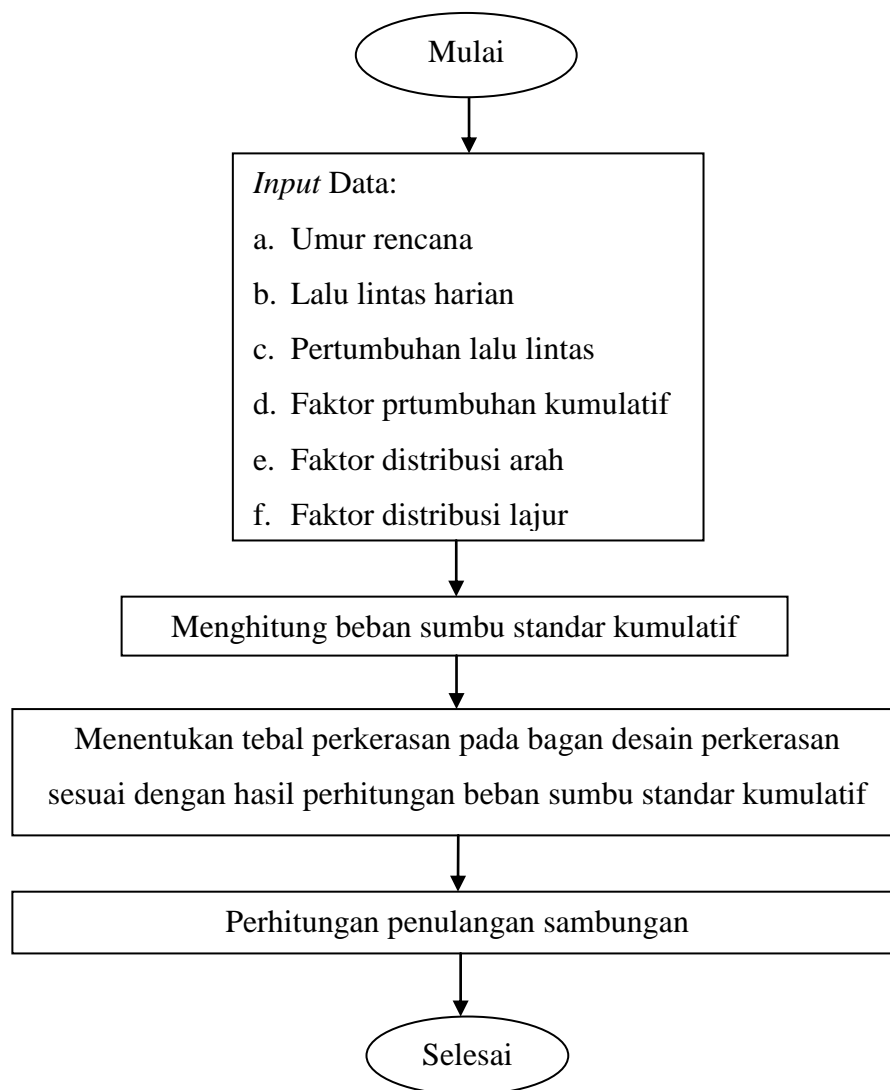 Mulai
Input Data:
a. Umur rencana
b. Lalu lintas harian
c. Pertumbuhan lalu lintas
d. Faktor prtumbuhan kumulatif
e. Faktor distribusi arah
f. Faktor distribusi lajur
Menghitung beban sumbu standar kumulatif
Menentukan tebal perkerasan pada bagan desain perkerasan
sesuai dengan hasil perhitungan beban sumbu standar kumulatif
Perhitungan penulangan sambungan
Selesai